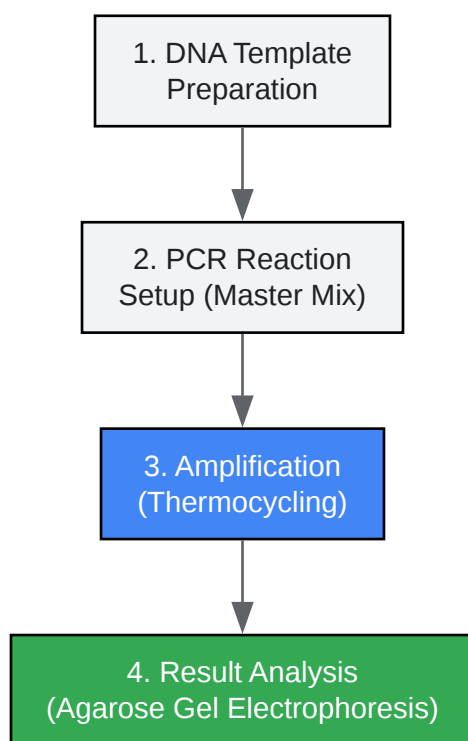 1. DNA Template
Preparation
2. PCR Reaction
Setup (Master Mix)
3. Amplification
(Thermocycling)
4. Result Analysis
(Agarose Gel Electrophoresis)